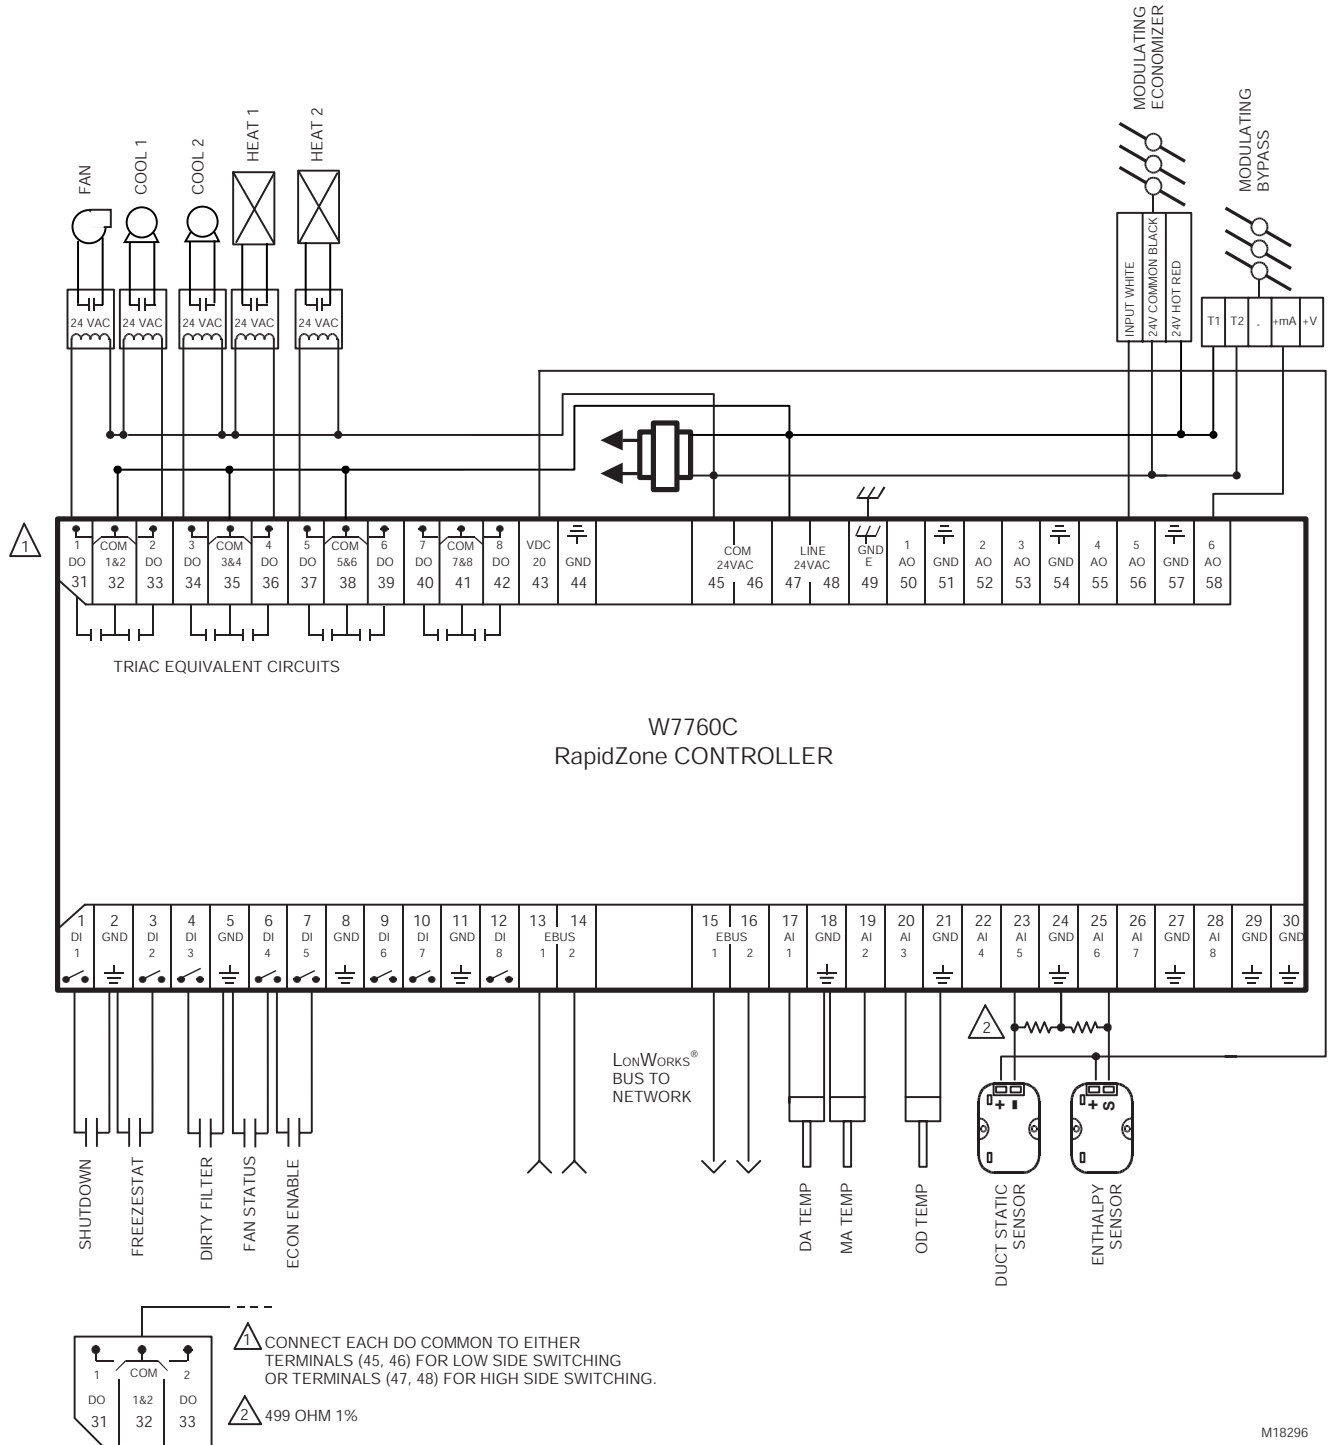 MODULATING
ECONOMIZER
MODULATING
BYPASS
FAN
COOL 1
COOL 2
HEAT 1
HEAT 2
24 VAC 24 VAC 24 VAC 24 VAC 24 VAC
INPUT WHITE
24V COMMON BLACK
24V HOT RED
T1 T2 - +mA +V
1
1 COM 2 3 COM 4 5 COM 6 7 COM 8 VDC COM LINE GND 1 2 3 4 5 6
DO 1&2 DO DO 3&4 DO DO 5&6 DO DO 7&8 DO 20 GND 24VAC 24VAC E AO GND AO AO GND AO AO GND AO
31 32 33 34 35 36 37 38 39 40 41 42 43 44 45 46 47 48 49 50 51 52 53 54 55 56 57 58
TRIAC EQUIVALENT CIRCUITS
W7760C
RapidZone CONTROLLER
1 2 3 4 5 6 7 8 9 10 11 12 13 14 15 16 17 18 19 20 21 22 23 24 25 26 27 28 29 30
DI GND DI DI GND DI DI GND DI DI GND DI EBUS EBUS AI GND AI AI GND AI AI GND AI AI GND AI GND GND
1 2 3 4 5 6 7 8 1 2 1 2 1 2 3 4 5 6 7 8
2
LONWORKS®
BUS TO
NETWORK
+ -
+ S
SHUTDOWN
FREEZESTAT
DIRTY FILTER
FAN STATUS
ECON ENABLE
DA TEMP
MA TEMP
OD TEMP
DUCT STATIC
SENSOR
ENTHALPY
SENSOR
1 COM 2
DO 1&2 DO
31 32 33
1 CONNECT EACH DO COMMON TO EITHER
TERMINALS (45, 46) FOR LOW SIDE SWITCHING
OR TERMINALS (47, 48) FOR HIGH SIDE SWITCHING.
2 499 OHM 1%
M18296